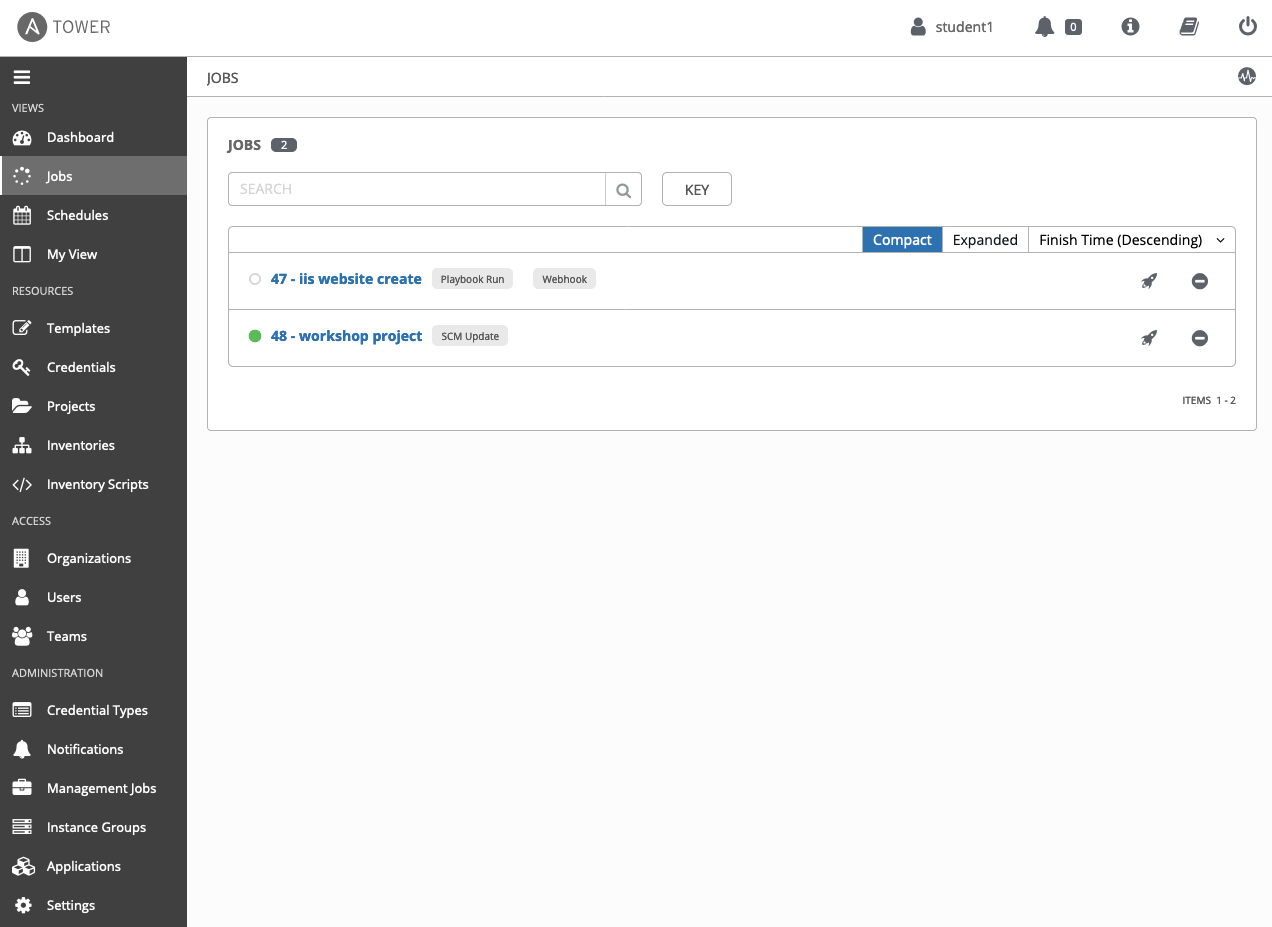 A TOWER
student1
0
JOBS
VIEWS
Dashboard
Jobs
Schedules
My View
RESOURCES
Templates
Credentials
Projects
Inventories
Inventory Scripts
ACCESS
Organizations
Users
Teams
ADMINISTRATION
Credential Types
Notifications
Management Jobs
Instance Groups
Applications
Settings
JOBS 2
SEARCH
KEY
Compact Expanded Finish Time (Descending)
47 - iis website create Playbook Run Webhook
48 - workshop project SCM Update
ITEMS 1 - 2